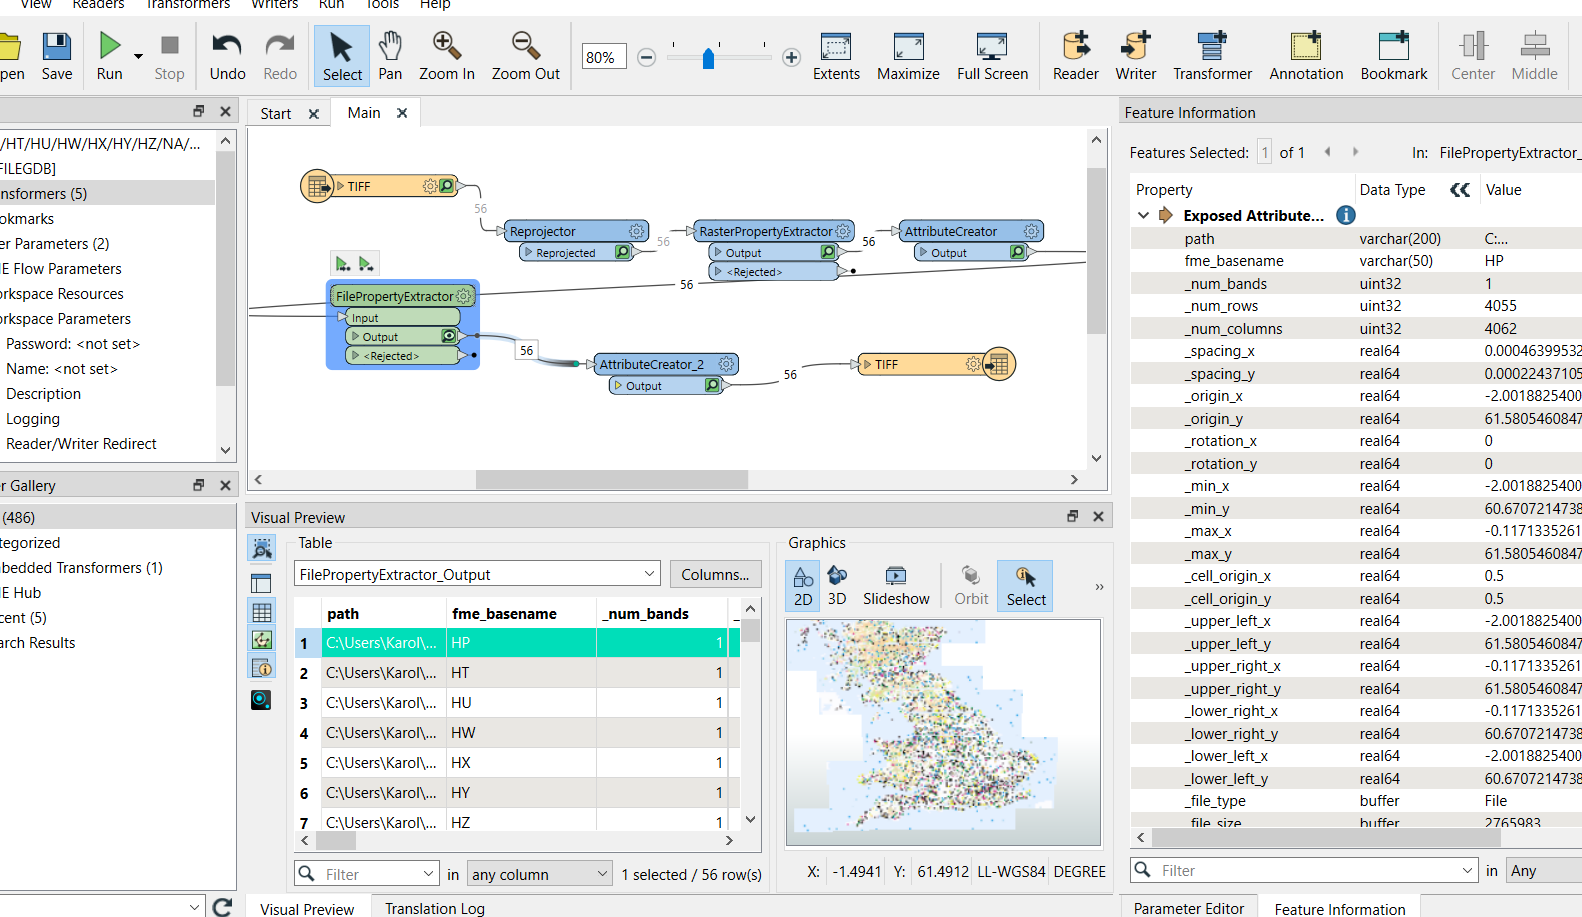 View Readers Transformers Writers Run Tools Help
pen Save Run Stop Undo Redo Select Pan Zoom In Zoom Out 80% Extents Maximize Full Screen Reader Writer Transformer Annotation Bookmark Center Middle
/HT/HU/HW/HX/HY/HZ/NA/...
FILEGDB]
nsformers (5)
okmarks
er Parameters (2)
E Flow Parameters
orkspace Resources
orkspace Parameters
Password: <not set>
Name: <not set>
Description
Logging
Reader/Writer Redirect
r Gallery
(486)
tegorized
bedded Transformers (1)
E Hub
cent (5)
arch Results
Start
Main
TIFF
56
Reprojector
Reprojected
56
RasterPropertyExtractor
Output
<Rejected>
56
AttributeCreator
Output
56
FilePropertyExtractor
Input
Output
<Rejected>
56
AttributeCreator_2
Output
56
TIFF
Visual Preview
Table
FilePropertyExtractor_Output Columns...
path fme_basename _num_bands
1 C:\Users\Karol\... HP 1
2 C:\Users\Karol\... HT 1
3 C:\Users\Karol\... HU 1
4 C:\Users\Karol\... HW 1
5 C:\Users\Karol\... HX 1
6 C:\Users\Karol\... HY 1
7 C:\Users\Karol\... HZ 1
Filter in any column 1 selected / 56 row(s)
Visual Preview Translation Log
Graphics
2D 3D Slideshow Orbit Select »
X: -1.4941 Y: 61.4912 LL-WGS84 DEGREE
Feature Information
Features Selected: 1 of 1 In: FilePropertyExtractor_
Property Data Type Value
Exposed Attribute...
path varchar(200) C:...
fme_basename varchar(50) HP
_num_bands uint32 1
_num_rows uint32 4055
_num_columns uint32 4062
_spacing_x real64 0.00046399532
_spacing_y real64 0.00022437105
_origin_x real64 -2.0018825400
_origin_y real64 61.5805460847
_rotation_x real64 0
_rotation_y real64 0
_min_x real64 -2.0018825400
_min_y real64 60.6707214738
_max_x real64 -0.1171335261
_max_y real64 61.5805460847
_cell_origin_x real64 0.5
_cell_origin_y real64 0.5
_upper_left_x real64 -2.0018825400
_upper_left_y real64 61.5805460847
_upper_right_x real64 -0.1171335261
_upper_right_y real64 61.5805460847
_lower_right_x real64 -0.1171335261
_lower_right_y real64 60.6707214738
_lower_left_x real64 -2.0018825400
_lower_left_y real64 60.6707214738
_file_type buffer File
_file_size buffer 2765983
Filter in Any
Parameter Editor Feature Information